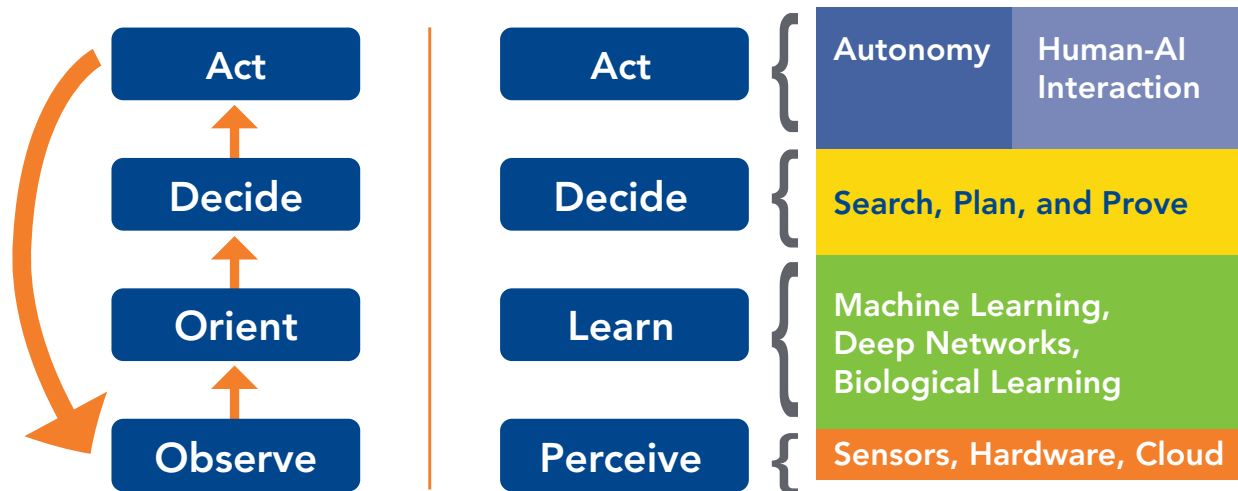 Act
Decide
Orient
Observe
Act
Decide
Learn
Perceive
Autonomy
Human-AI
Interaction
Search, Plan, and Prove
Machine Learning,
Deep Networks,
Biological Learning
Sensors, Hardware, Cloud